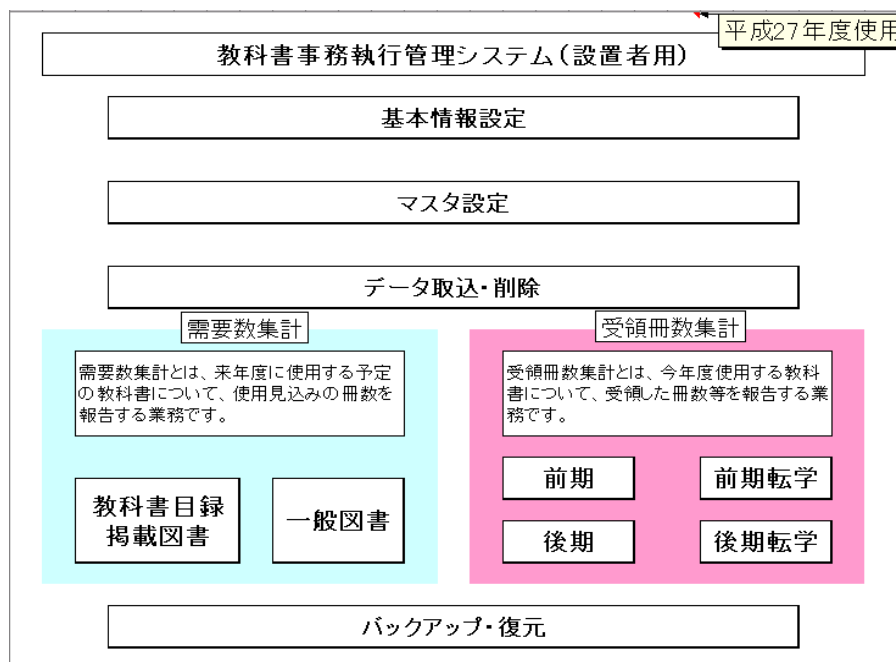 平成27年度使用
教科書事務執行管理システム(設置者用)
基本情報設定
マスタ設定
データ取込・削除
需要数集計
需要数集計とは、来年度に使用する予定
の教科書について、使用見込みの冊数を
報告する業務です。
教科書目録
掲載図書
一般図書
受領冊数集計
受領冊数集計とは、今年度使用する教科
書について、受領した冊数等を報告する業
務です。
前期
前期転学
後期
後期転学
バックアップ・復元